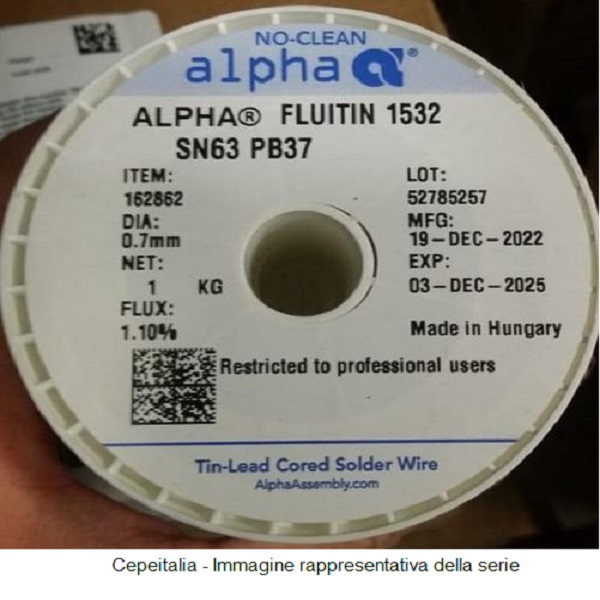 NO-CLEAN
alpha®
ALPHA® FLUITIN 1532
SN63 PB37
ITEM:
162862
DIA:
0.7mm
NET:
1 KG
FLUX:
1.10%
LOT:
52785257
MFG:
19-DEC-2022
EXP:
03-DEC-2025
Made in Hungary
Restricted to professional users
Tin-Lead Cored Solder Wire
AlphaAssembly.com
Cepeitalia - Immagine rappresentativa della serie